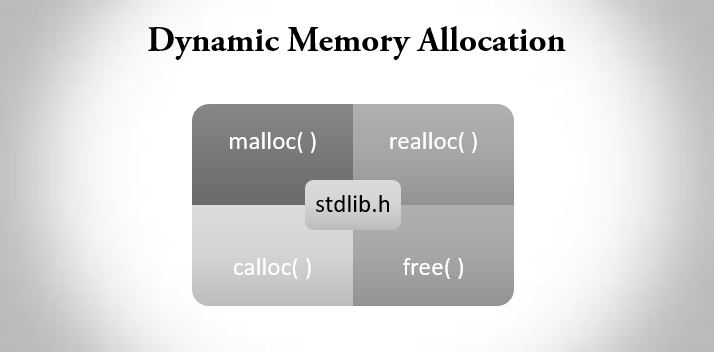 Dynamic Memory Allocation
malloc( )
realloc( )
stdlib.h
calloc( )
free( )